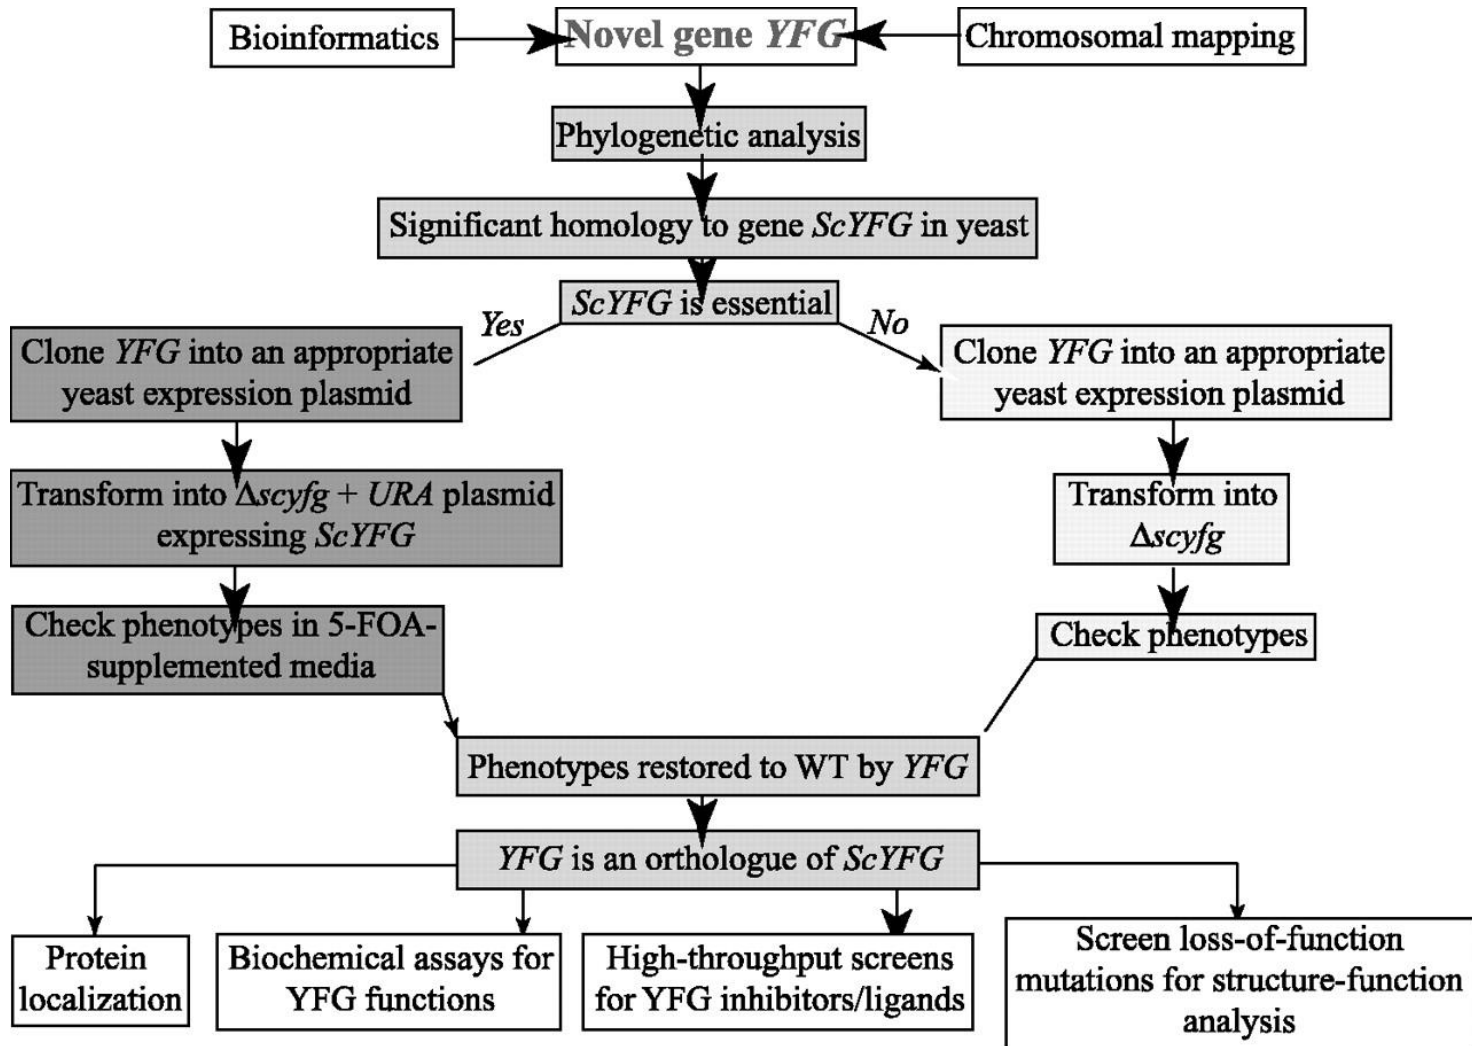 Bioinformatics
Novel gene YFG
Chromosomal mapping
Phylogenetic analysis
Significant homology to gene ScYFG in yeast
ScYFG is essential
Yes
No
Clone YFG into an appropriate
yeast expression plasmid
Clone YFG into an appropriate
yeast expression plasmid
Transform into Δscyfg + URA plasmid
expressing ScYFG
Transform into
Δscyfg
Check phenotypes in 5-FOA-
supplemented media
Check phenotypes
Phenotypes restored to WT by YFG
YFG is an orthologue of ScYFG
Protein
localization
Biochemical assays for
YFG functions
High-throughput screens
for YFG inhibitors/ligands
Screen loss-of-function
mutations for structure-function
analysis